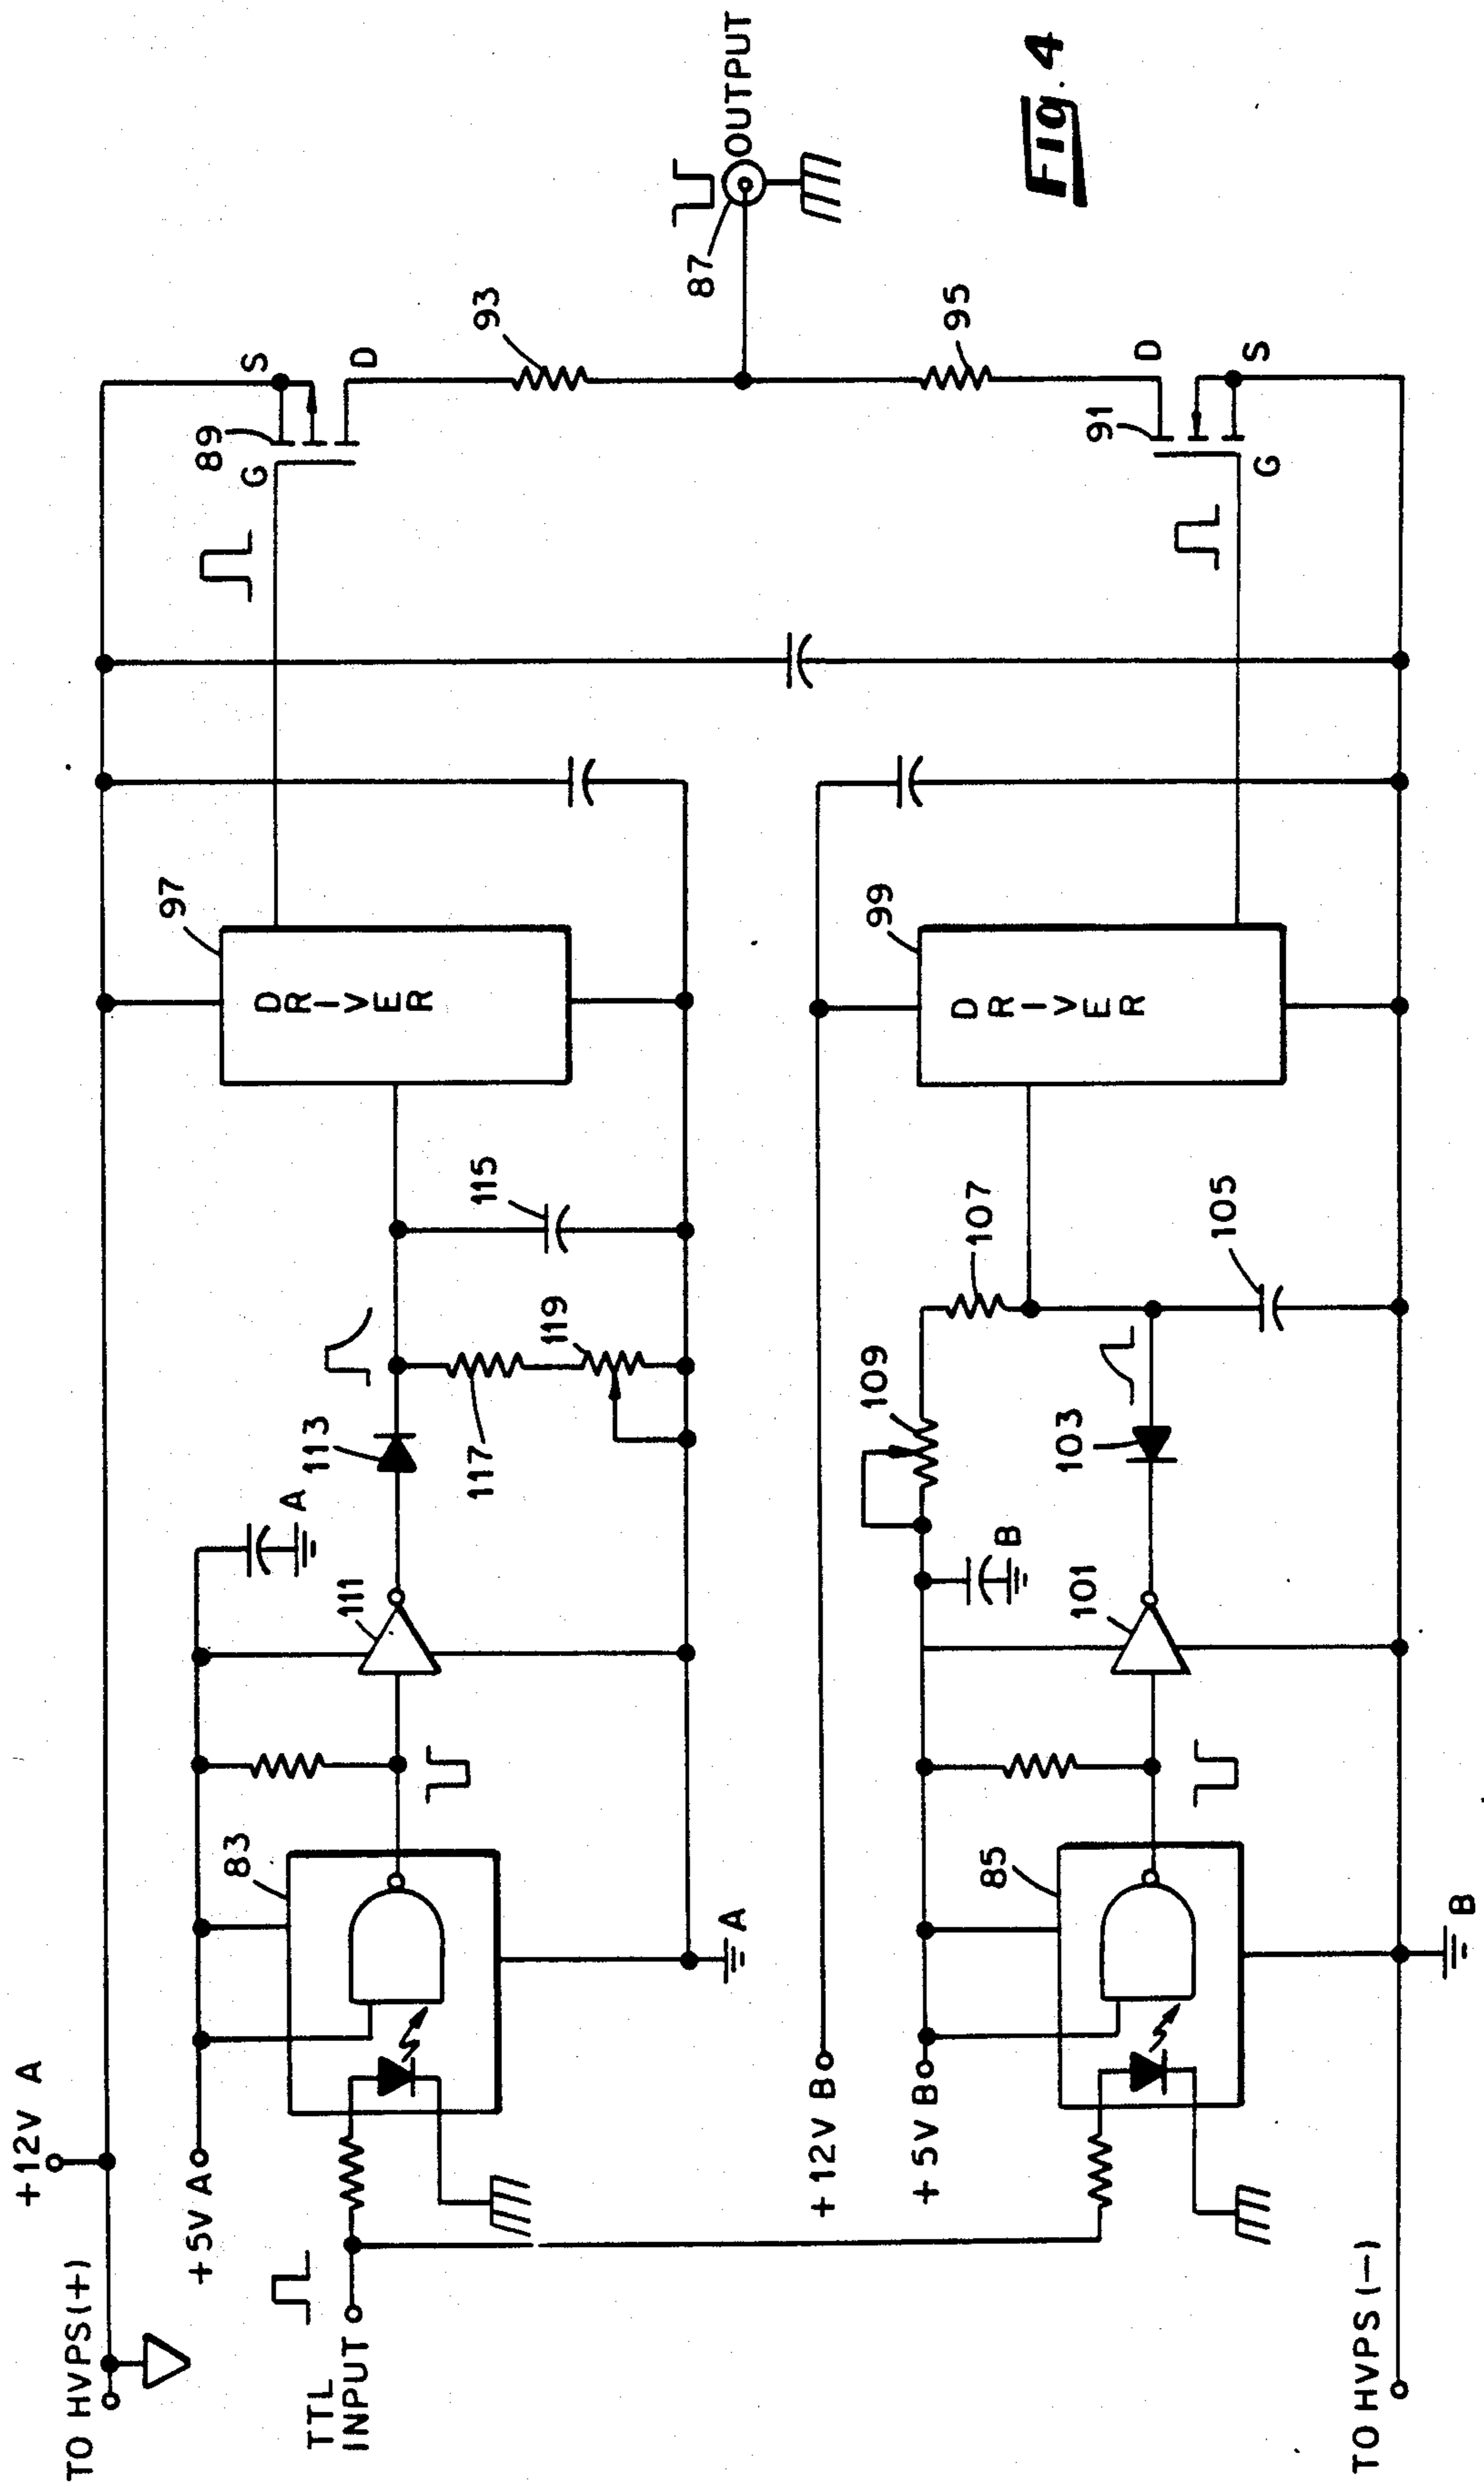 TO HVPS (+)
+12V A
+5V A
TTL
INPUT
83
A
111
A
113
117
119
115
97
DRIVER
G
89
S
D
93
87
OUTPUT
95
+12V B
+5V B
85
101
B
109
103
107
105
99
DRIVER
91
D
G
S
B
TO HVPS (−)
Fig. 4